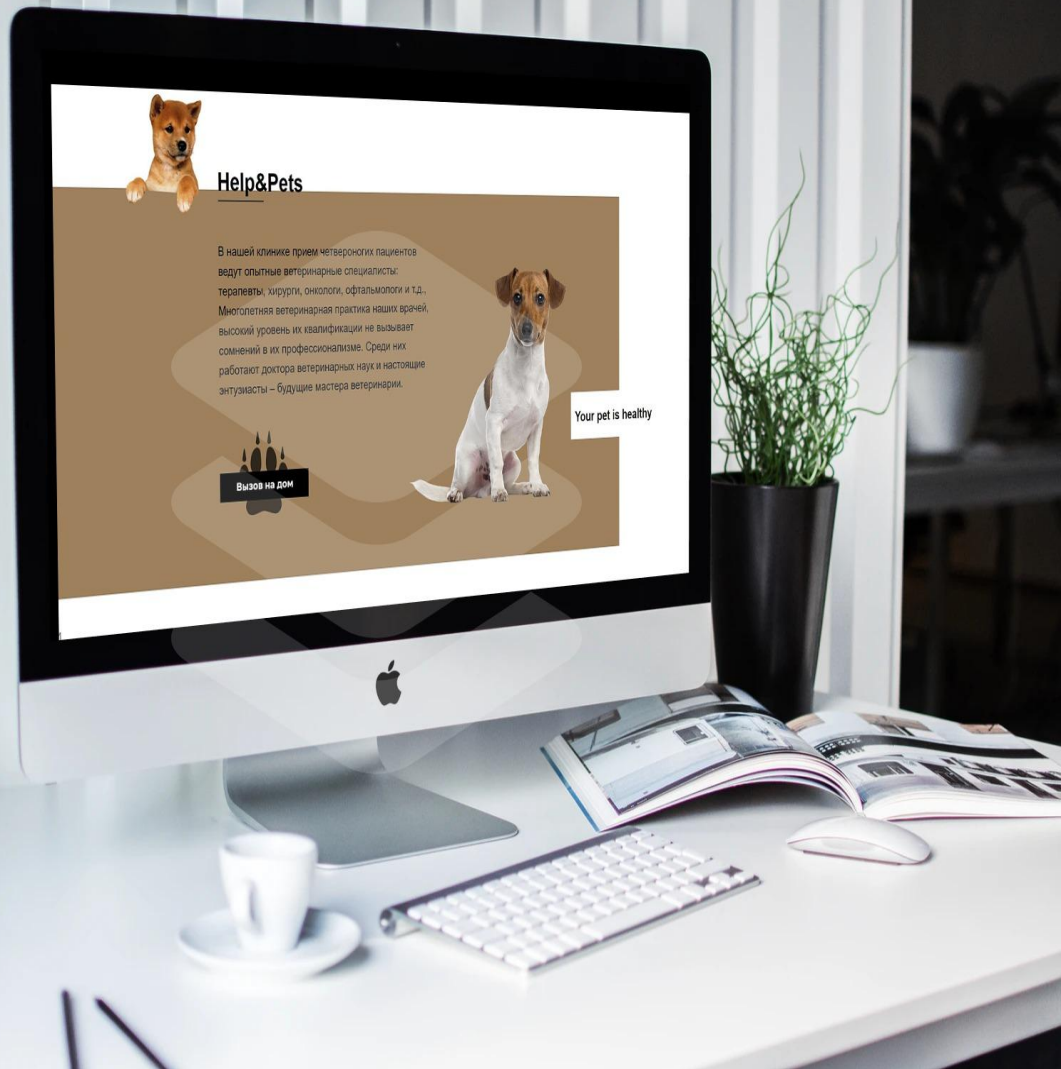 Help&Pets
В нашей клинике прием четвероногих пациентов
ведут опытные ветеринарные специалисты:
терапевты, хирурги, онкологи, офтальмологи и т.д.,
Многолетняя ветеринарная практика наших врачей,
высокий уровень их квалификации не вызывает
сомнений в их профессионализме. Среди них
работают доктора ветеринарных наук и настоящие
энтузиасты – будущие мастера ветеринарии.
Your pet is healthy
Вызов на дом